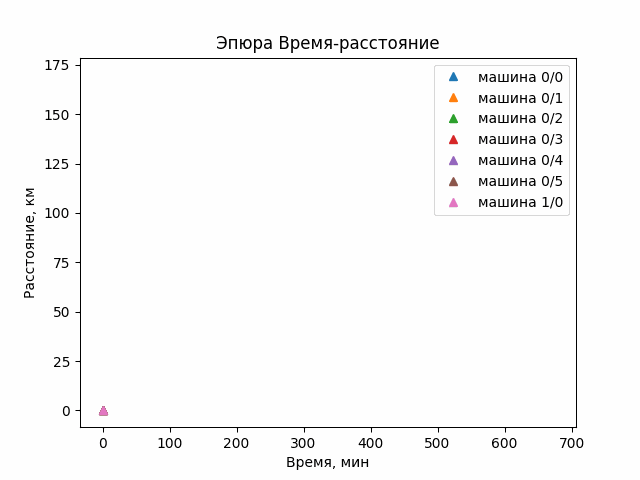 Эпюра Время-расстояние
175
150
125
100
75
50
25
0
Расстояние, км
машина 0/0
машина 0/1
машина 0/2
машина 0/3
машина 0/4
машина 0/5
машина 1/0
0 100 200 300 400 500 600 700
Время, мин